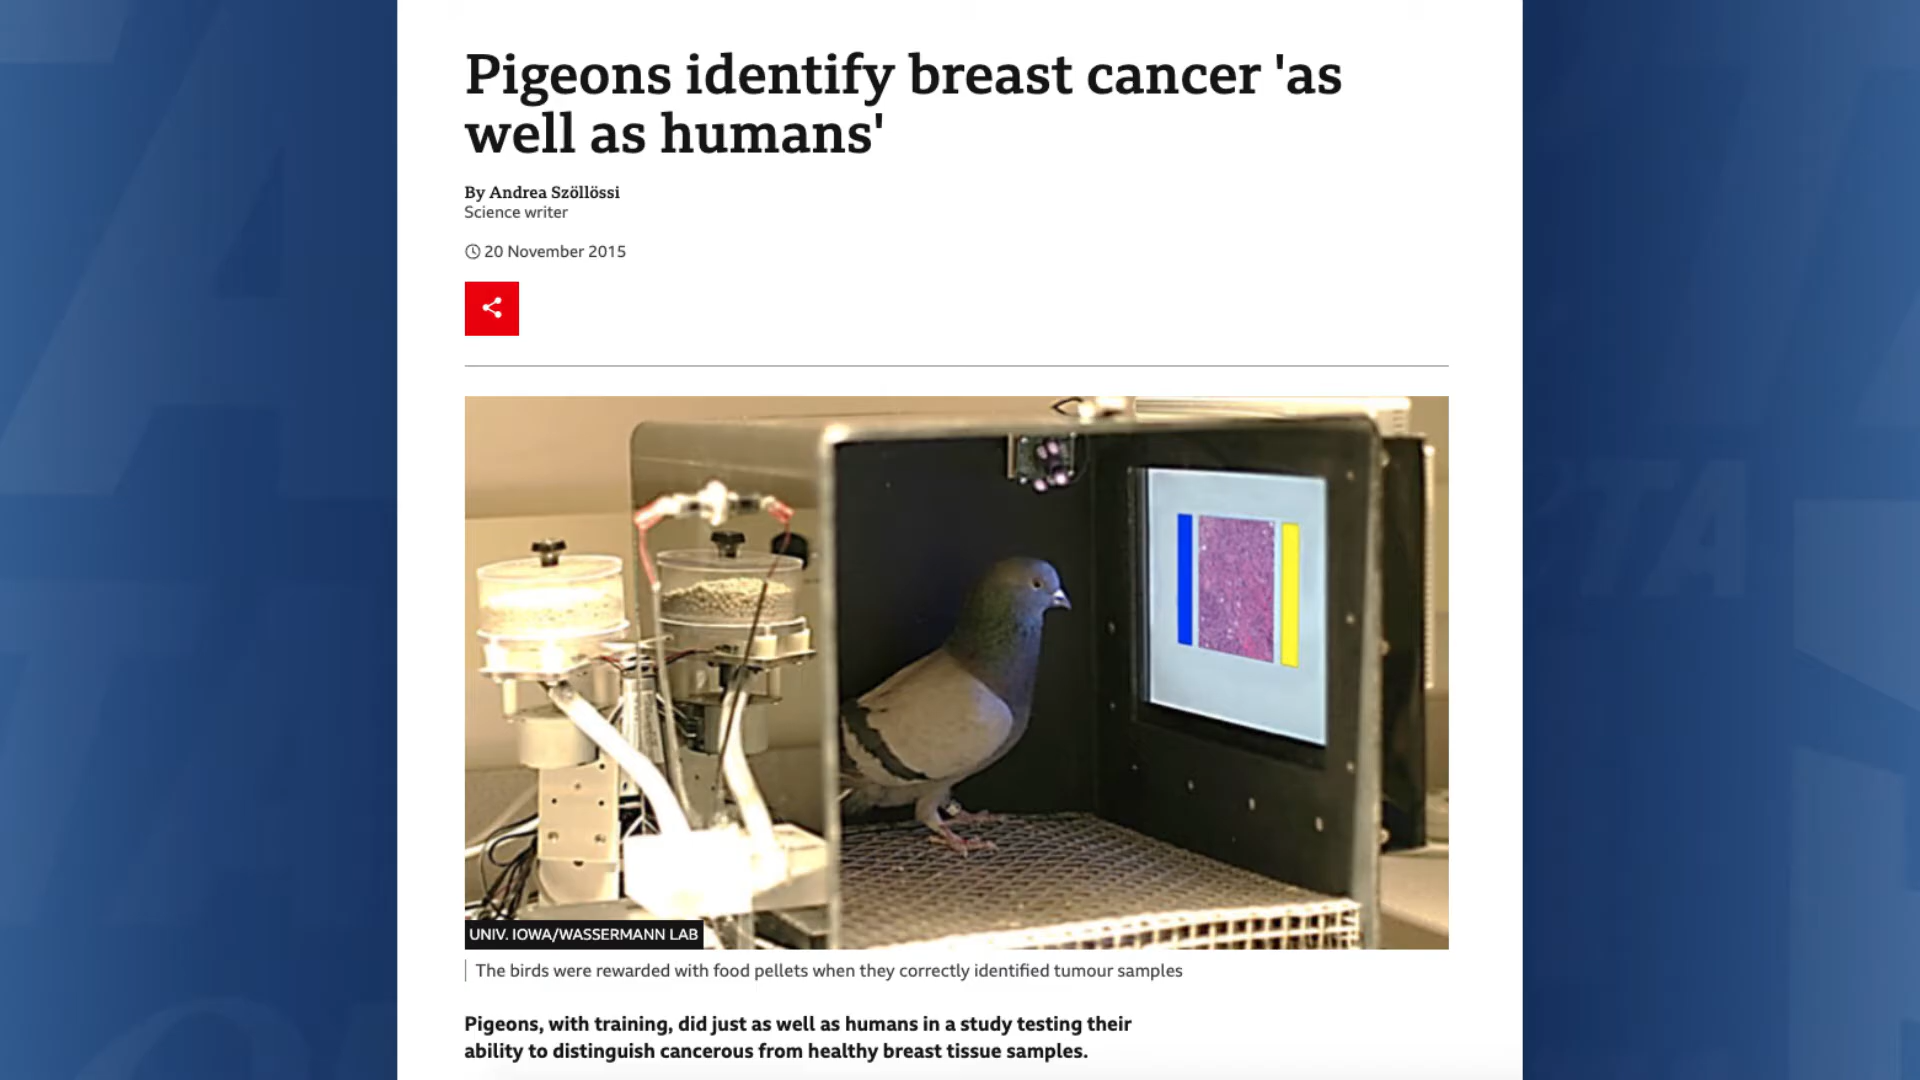 Pigeons identify breast cancer 'as
well as humans'
By Andrea Szöllössi
Science writer
20 November 2015
UNIV. IOWA/WASSERMANN LAB
The birds were rewarded with food pellets when they correctly identified tumour samples
Pigeons, with training, did just as well as humans in a study testing their
ability to distinguish cancerous from healthy breast tissue samples.